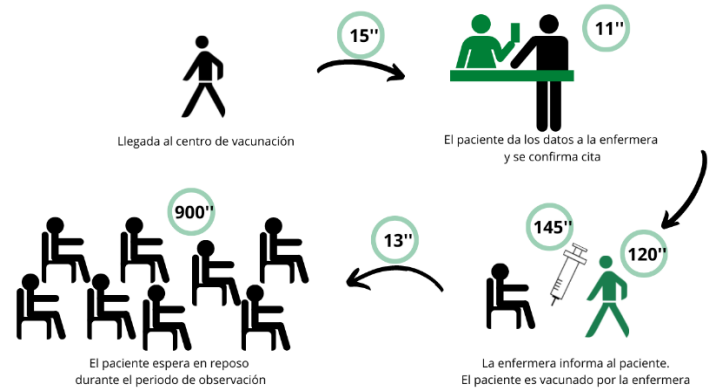 15''
11''
Llegada al centro de vacunación
El paciente da los datos a la enfermera
y se confirma cita
900''
13''
145''
120''
El paciente espera en reposo
durante el periodo de observación
La enfermera informa al paciente.
El paciente es vacunado por la enfermera